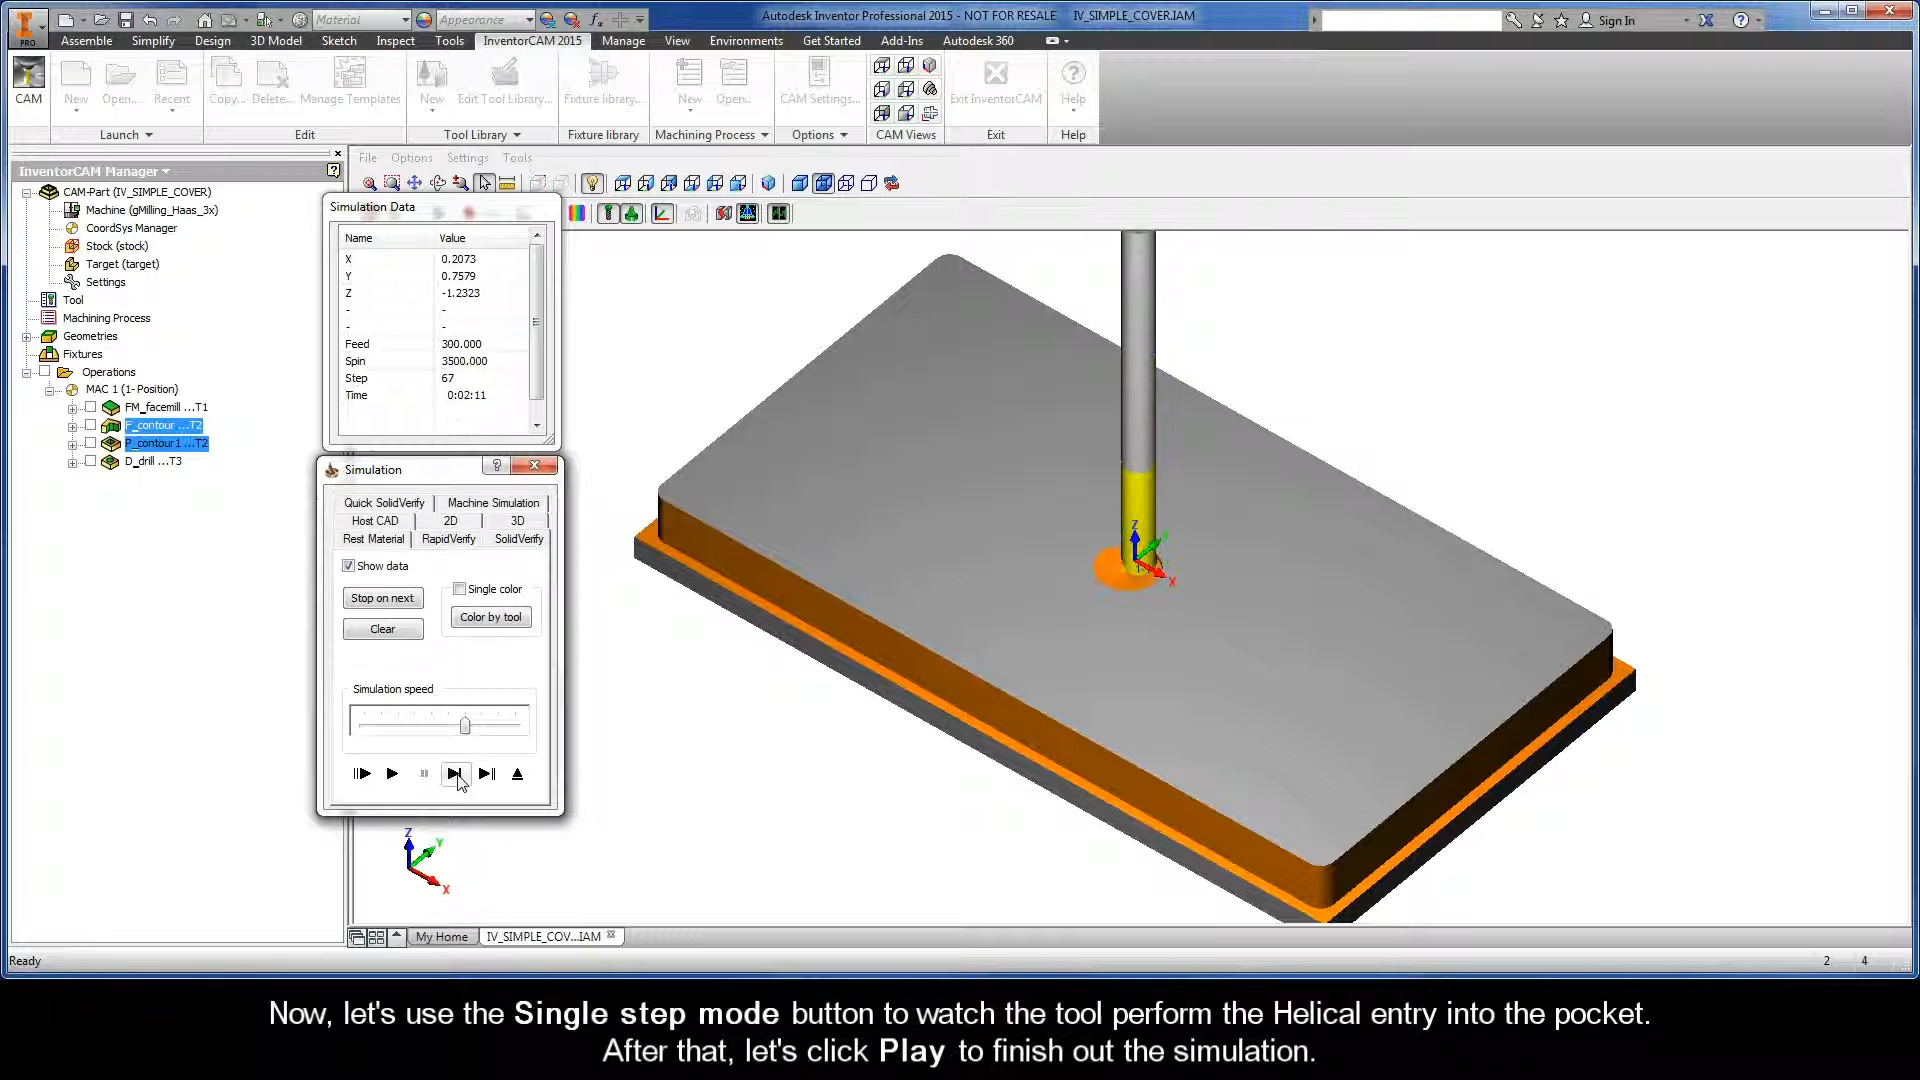 Material
Appearance
Autodesk Inventor Professional 2015 - NOT FOR RESALE IV_SIMPLE_COVER.IAM
Sign In
PRO
Assemble Simplify Design 3D Model Sketch Inspect Tools InventorCAM 2015 Manage View Environments Get Started Add-Ins Autodesk 360
CAM New Open... Recent Copy... Delete... Manage Templates New Edit Tool Library... Fixture library... New Open... CAM Settings... Exit InventorCAM Help
Launch Edit Tool Library Fixture library Machining Process Options CAM Views Exit Help
File Options Settings Tools
InventorCAM Manager
CAM-Part (IV_SIMPLE_COVER)
Machine (gMilling_Haas_3x)
CoordSys Manager
Stock (stock)
Target (target)
Settings
Tool
Machining Process
Geometries
Fixtures
Operations
MAC 1 (1- Position)
FM_facemill ...T1
F_contour ...T2
P_contour1 ...T2
D_drill ...T3
Simulation Data
Name Value
X 0.2073
Y 0.7579
Z -1.2323
- -
- -
Feed 300.000
Spin 3500.000
Step 67
Time 0:02:11
Simulation
Quick SolidVerify Machine Simulation
Host CAD 2D 3D
Rest Material RapidVerify SolidVerify
Show data
Stop on next
Single color
Clear
Color by tool
Simulation speed
Z
X
Z
Y
X
My Home IV_SIMPLE_COV...IAM
Ready
2 4
Now, let's use the Single step mode button to watch the tool perform the Helical entry into the pocket.
After that, let's click Play to finish out the simulation.